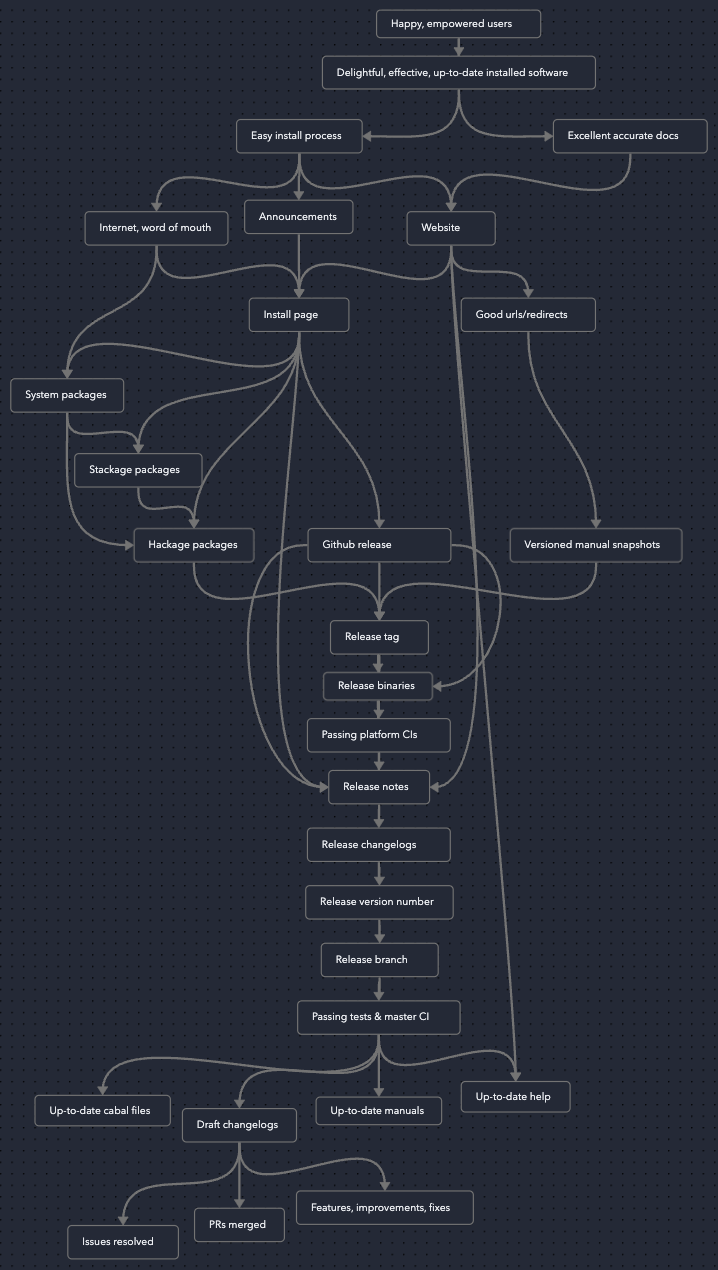 Happy, empowered users
Delightful, effective, up-to-date installed software
Easy install process
Excellent accurate docs
Internet, word of mouth
Announcements
Website
Install page
Good urls/redirects
System packages
Stackage packages
Hackage packages
Github release
Versioned manual snapshots
Release tag
Release binaries
Passing platform CIs
Release notes
Release changelogs
Release version number
Release branch
Passing tests & master CI
Up-to-date cabal files
Draft changelogs
Up-to-date manuals
Up-to-date help
Issues resolved
PRs merged
Features, improvements, fixes